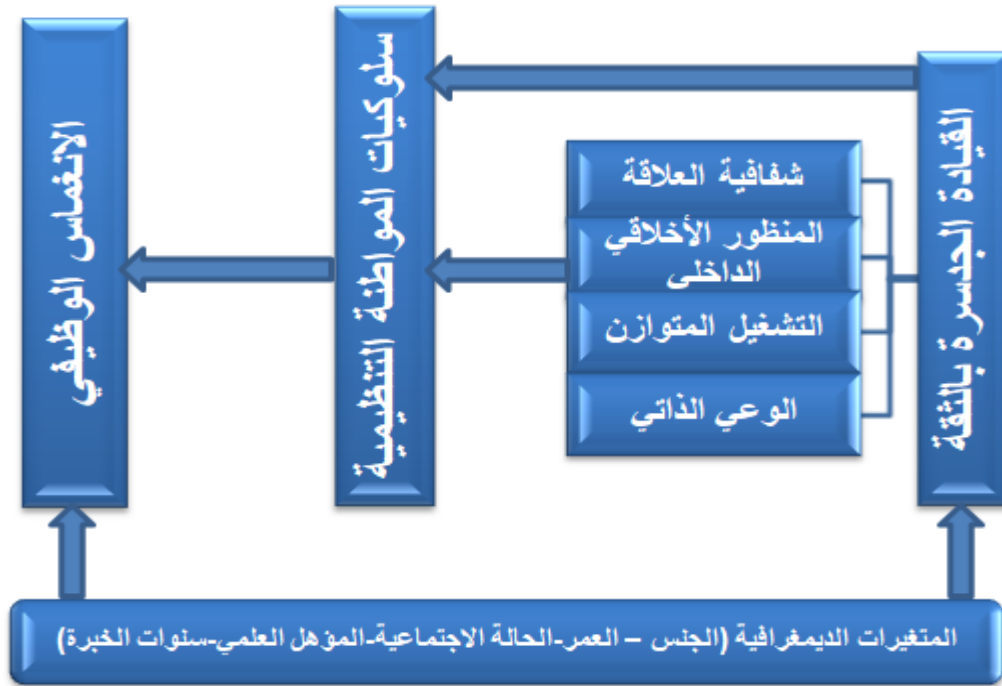 القيادة الجدسرة بالثقة
شفافية العلاقة
المنظور الأخلاقي
الداخلى
التشغيل المتوازن
الوعي الذاتي
سلوكيات المواطنة التنظيمية
الانغماس الوظيفي
المتغيرات الديمغرافية (الجنس – العمر-الحالة الاجتماعية-المؤهل العلمي-سنوات الخبرة)